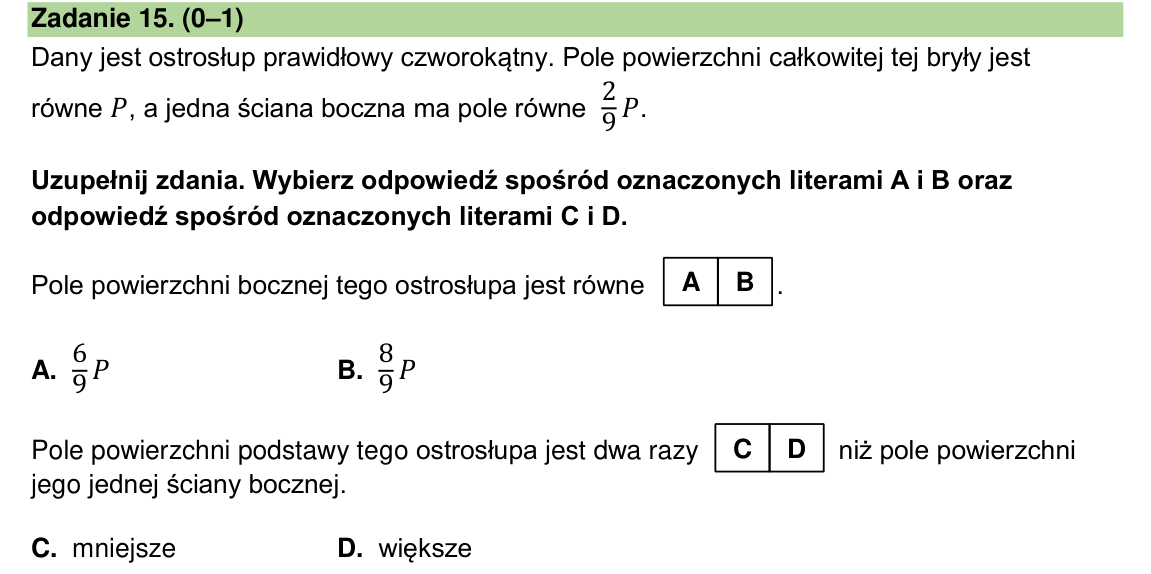 Zadanie 15. (0–1)
Dany jest ostrosłup prawidłowy czworokątny. Pole powierzchni całkowitej tej bryły jest
równe P, a jedna ściana boczna ma pole równe 2/9 P.
Uzupełnij zdania. Wybierz odpowiedź spośród oznaczonych literami A i B oraz
odpowiedź spośród oznaczonych literami C i D.
Pole powierzchni bocznej tego ostrosłupa jest równe A B .
A. 6/9 P B. 8/9 P
Pole powierzchni podstawy tego ostrosłupa jest dwa razy C D niż pole powierzchni
jego jednej ściany bocznej.
C. mniejsze D. większe